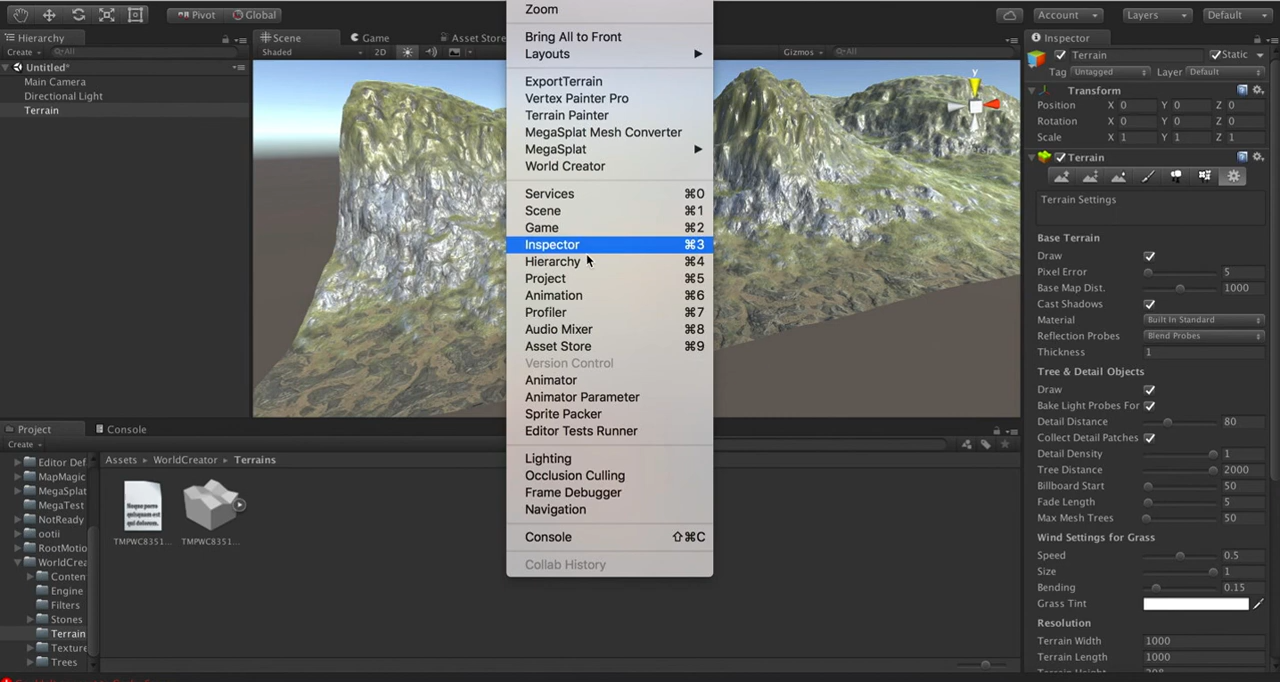 Pivot Global Account Layers Default
Hierarchy
Create All
Untitled*
Main Camera
Directional Light
Terrain
Scene Game Asset Store
Shaded 2D Gizmos All
Zoom
Bring All to Front
Layouts
ExportTerrain
Vertex Painter Pro
Terrain Painter
MegaSplat Mesh Converter
MegaSplat
World Creator
Services ⌘0
Scene ⌘1
Game ⌘2
Inspector ⌘3
Hierarchy ⌘4
Project ⌘5
Animation ⌘6
Profiler ⌘7
Audio Mixer ⌘8
Asset Store ⌘9
Version Control
Animator
Animator Parameter
Sprite Packer
Editor Tests Runner
Lighting
Occlusion Culling
Frame Debugger
Navigation
Console ⇧⌘C
Collab History
y
Inspector
Terrain Static
Tag Untagged Layer Default
Transform
Position X 0 Y 0 Z 0
Rotation X 0 Y 0 Z 0
Scale X 1 Y 1 Z 1
Terrain
Terrain Settings
Base Terrain
Draw
Pixel Error 5
Base Map Dist. 1000
Cast Shadows
Material Built In Standard
Reflection Probes Blend Probes
Thickness 1
Tree & Detail Objects
Draw
Bake Light Probes For
Detail Distance 80
Collect Detail Patches
Detail Density 1
Tree Distance 2000
Billboard Start 50
Fade Length 5
Max Mesh Trees 50
Wind Settings for Grass
Speed 0.5
Size 1
Bending 0.15
Grass Tint
Resolution
Terrain Width 1000
Terrain Length 1000
Project Console
Create
Editor Def
MapMagic
MegaSplat
MegaTest
NotReady
ootii
RootMotio
WorldCrea
Conten
Engine
Filters
Stones
Terrain
Texture
Trees
Assets WorldCreator Terrains
TMPWC8351... TMPWC8351...